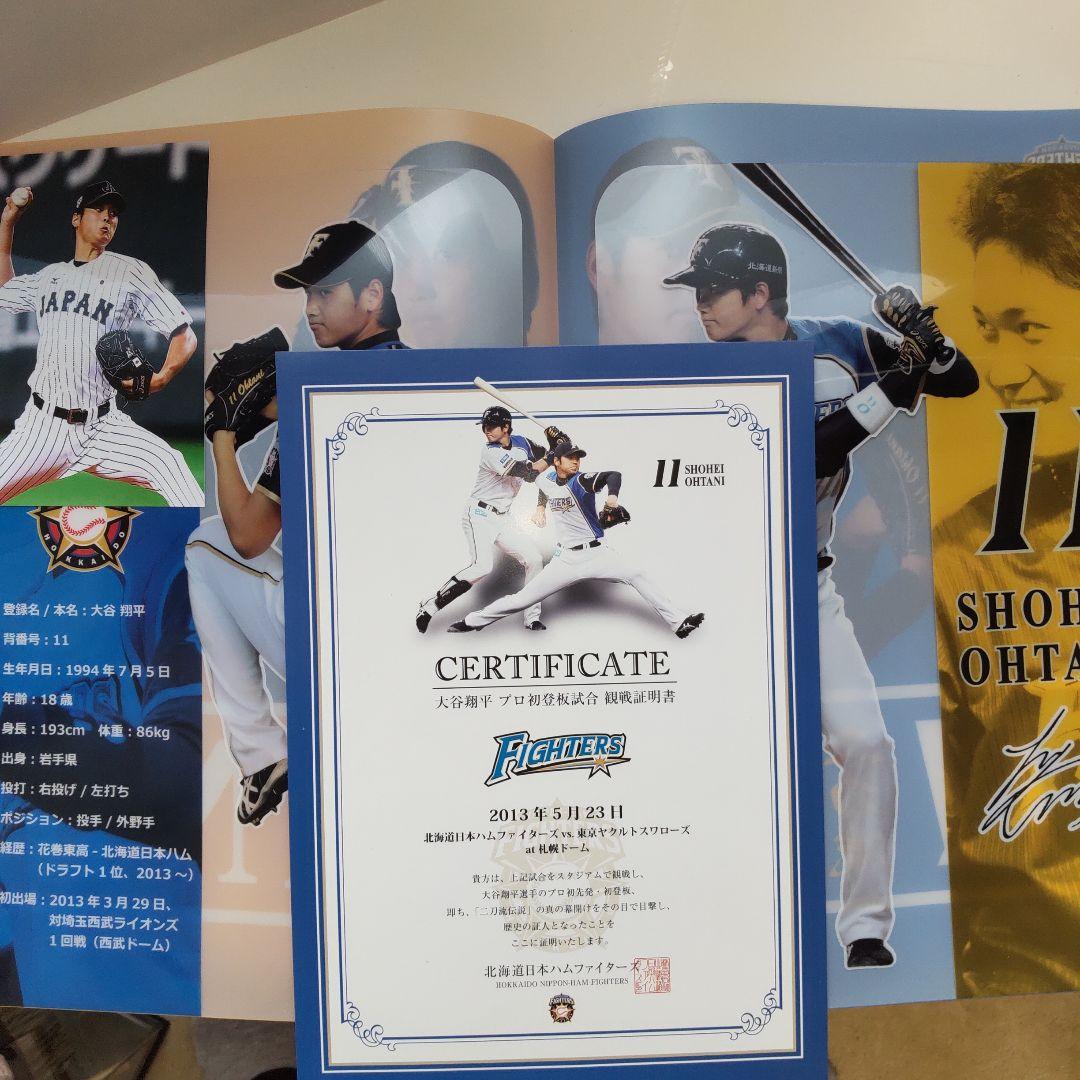 FIGHTERS
北海道新聞
JAPAN
11 Ohtani
11
SHOHEI
OHTANI
HOKKAIDO
登録名 / 本名：大谷 翔平
背番号：11
生年月日：1994 年 7 月 5 日
年齢：18 歳
身長：193cm 体重：86kg
出身：岩手県
投打：右投げ / 左打ち
ポジション：投手 / 外野手
経歴：花巻東高 - 北海道日本ハム
（ドラフト 1 位、2013 ～）
初出場：2013 年 3 月 29 日、
対埼玉西武ライオンズ
1 回戦（西武ドーム）
CERTIFICATE
大谷翔平 プロ初登板試合 観戦証明書
FIGHTERS
2013 年 5 月 23 日
北海道日本ハムファイターズ vs. 東京ヤクルトスワローズ
at 札幌ドーム
貴方は、上記試合をスタジアムで観戦し、
大谷翔平選手のプロ初先発・初登板、
即ち、「二刀流伝説」の真の幕開けをその目で目撃し、
歴史の証人となったことを
ここに証明いたします。
北海道日本ハムファイターズ
HOKKAIDO NIPPON-HAM FIGHTERS
FIGHTERS
11
SHOH
OHTA